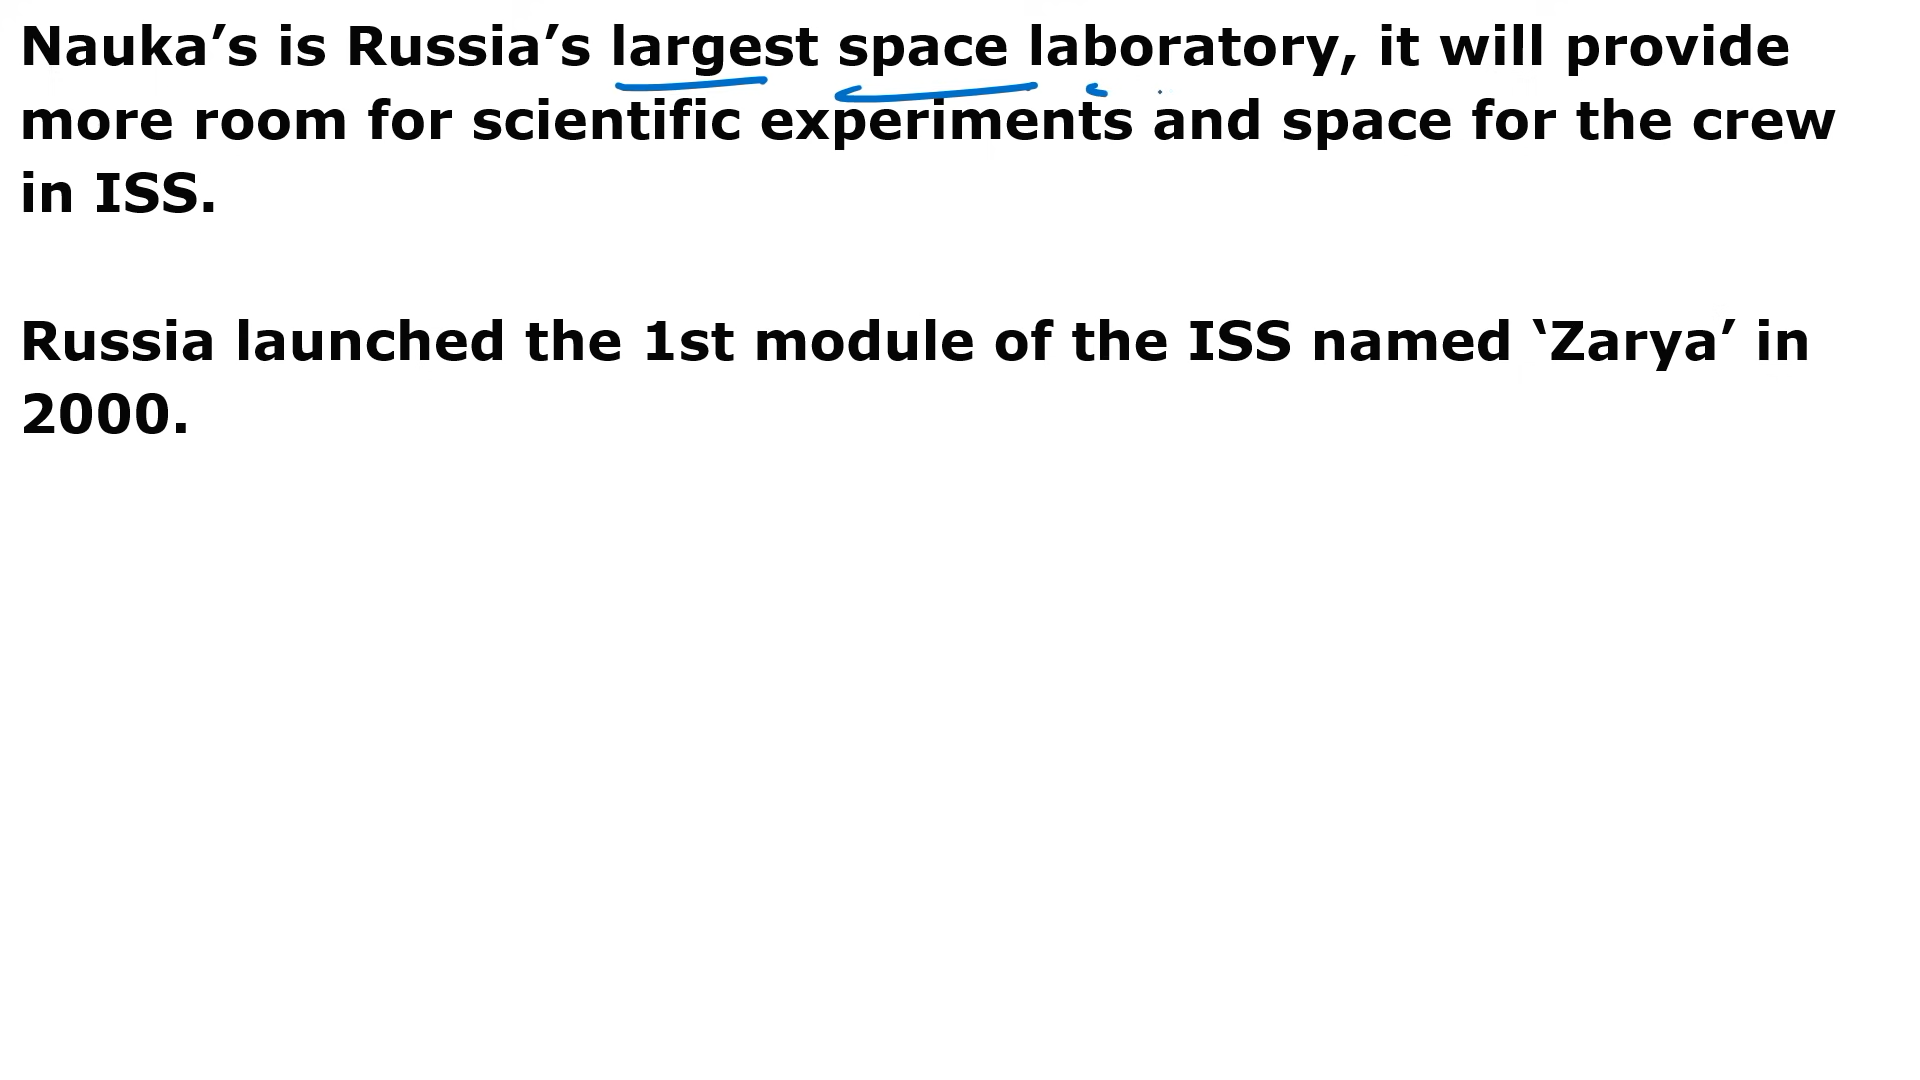 Nauka’s is Russia’s largest space laboratory, it will provide
more room for scientific experiments and space for the crew
in ISS.
Russia launched the 1st module of the ISS named ‘Zarya’ in
2000.